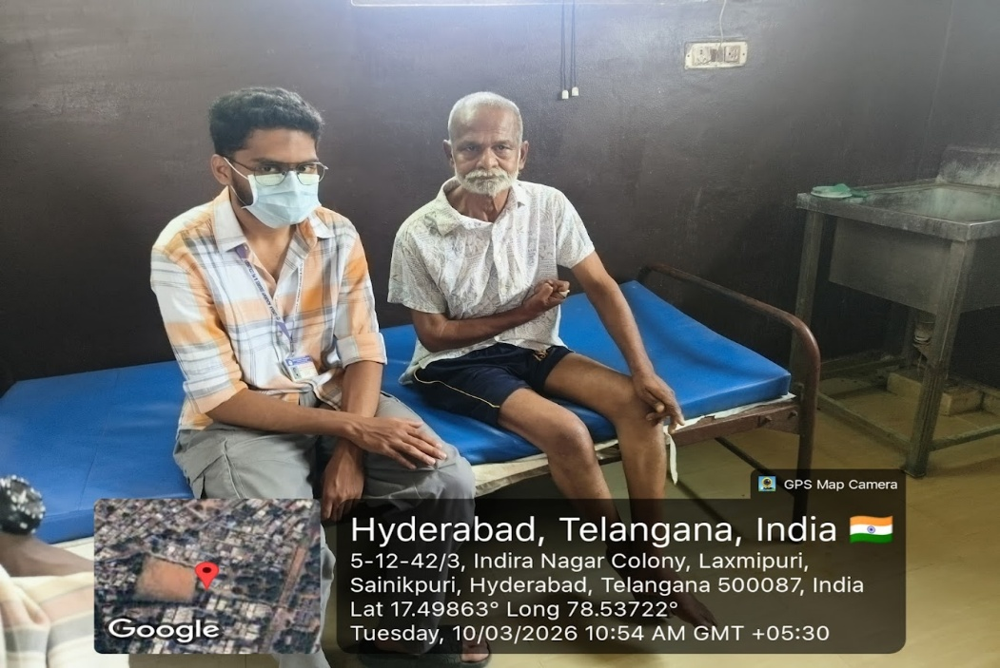 GPS Map Camera
Hyderabad, Telangana, India 🇮🇳
5-12-42/3, Indira Nagar Colony, Laxmipuri,
Sainikpuri, Hyderabad, Telangana 500087, India
Lat 17.49863° Long 78.53722°
Tuesday, 10/03/2026 10:54 AM GMT +05:30
Google